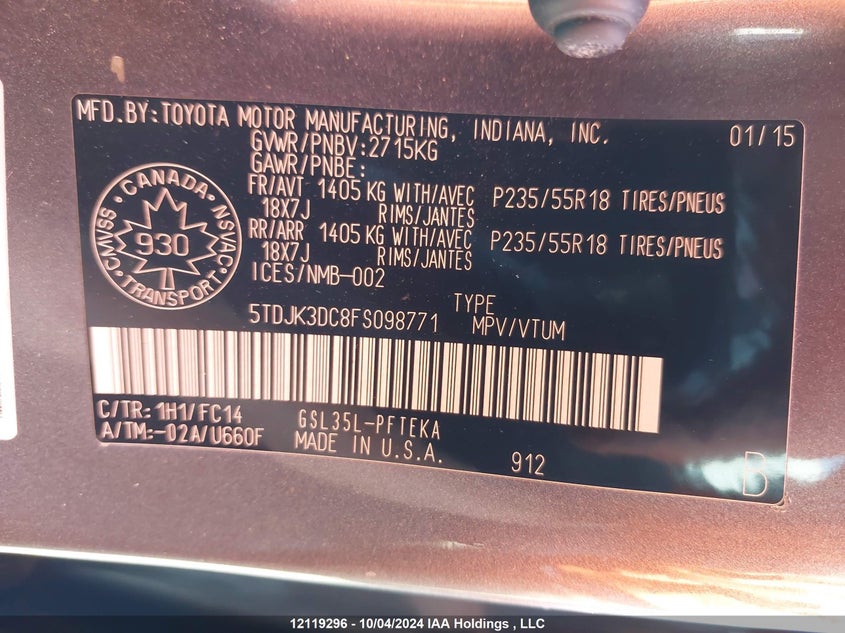 MFD.BY:TOYOTA MOTOR MANUFACTURING, INDIANA, INC. 01/15
GVWR/PNBV:2715KG
GAWR/PNBE:
FR/AVT 1405 KG WITH/AVEC P235/55R18 TIRES/PNEUS
18X7J RIMS/JANTES
RR/ARR 1405 KG WITH/AVEC P235/55R18 TIRES/PNEUS
18X7J RIMS/JANTES
ICES/NMB-002
CANADA
CMVSS NSVAC
930
TRANSPORT
TYPE
5TDJK3DC8FS098771 MPV/VTUM
C/TR: 1H1/FC14 GSL35L-PFTEKA
A/TM:-02A/U660F MADE IN U.S.A. 912 B
12119296 - 10/04/2024 IAA Holdings , LLC